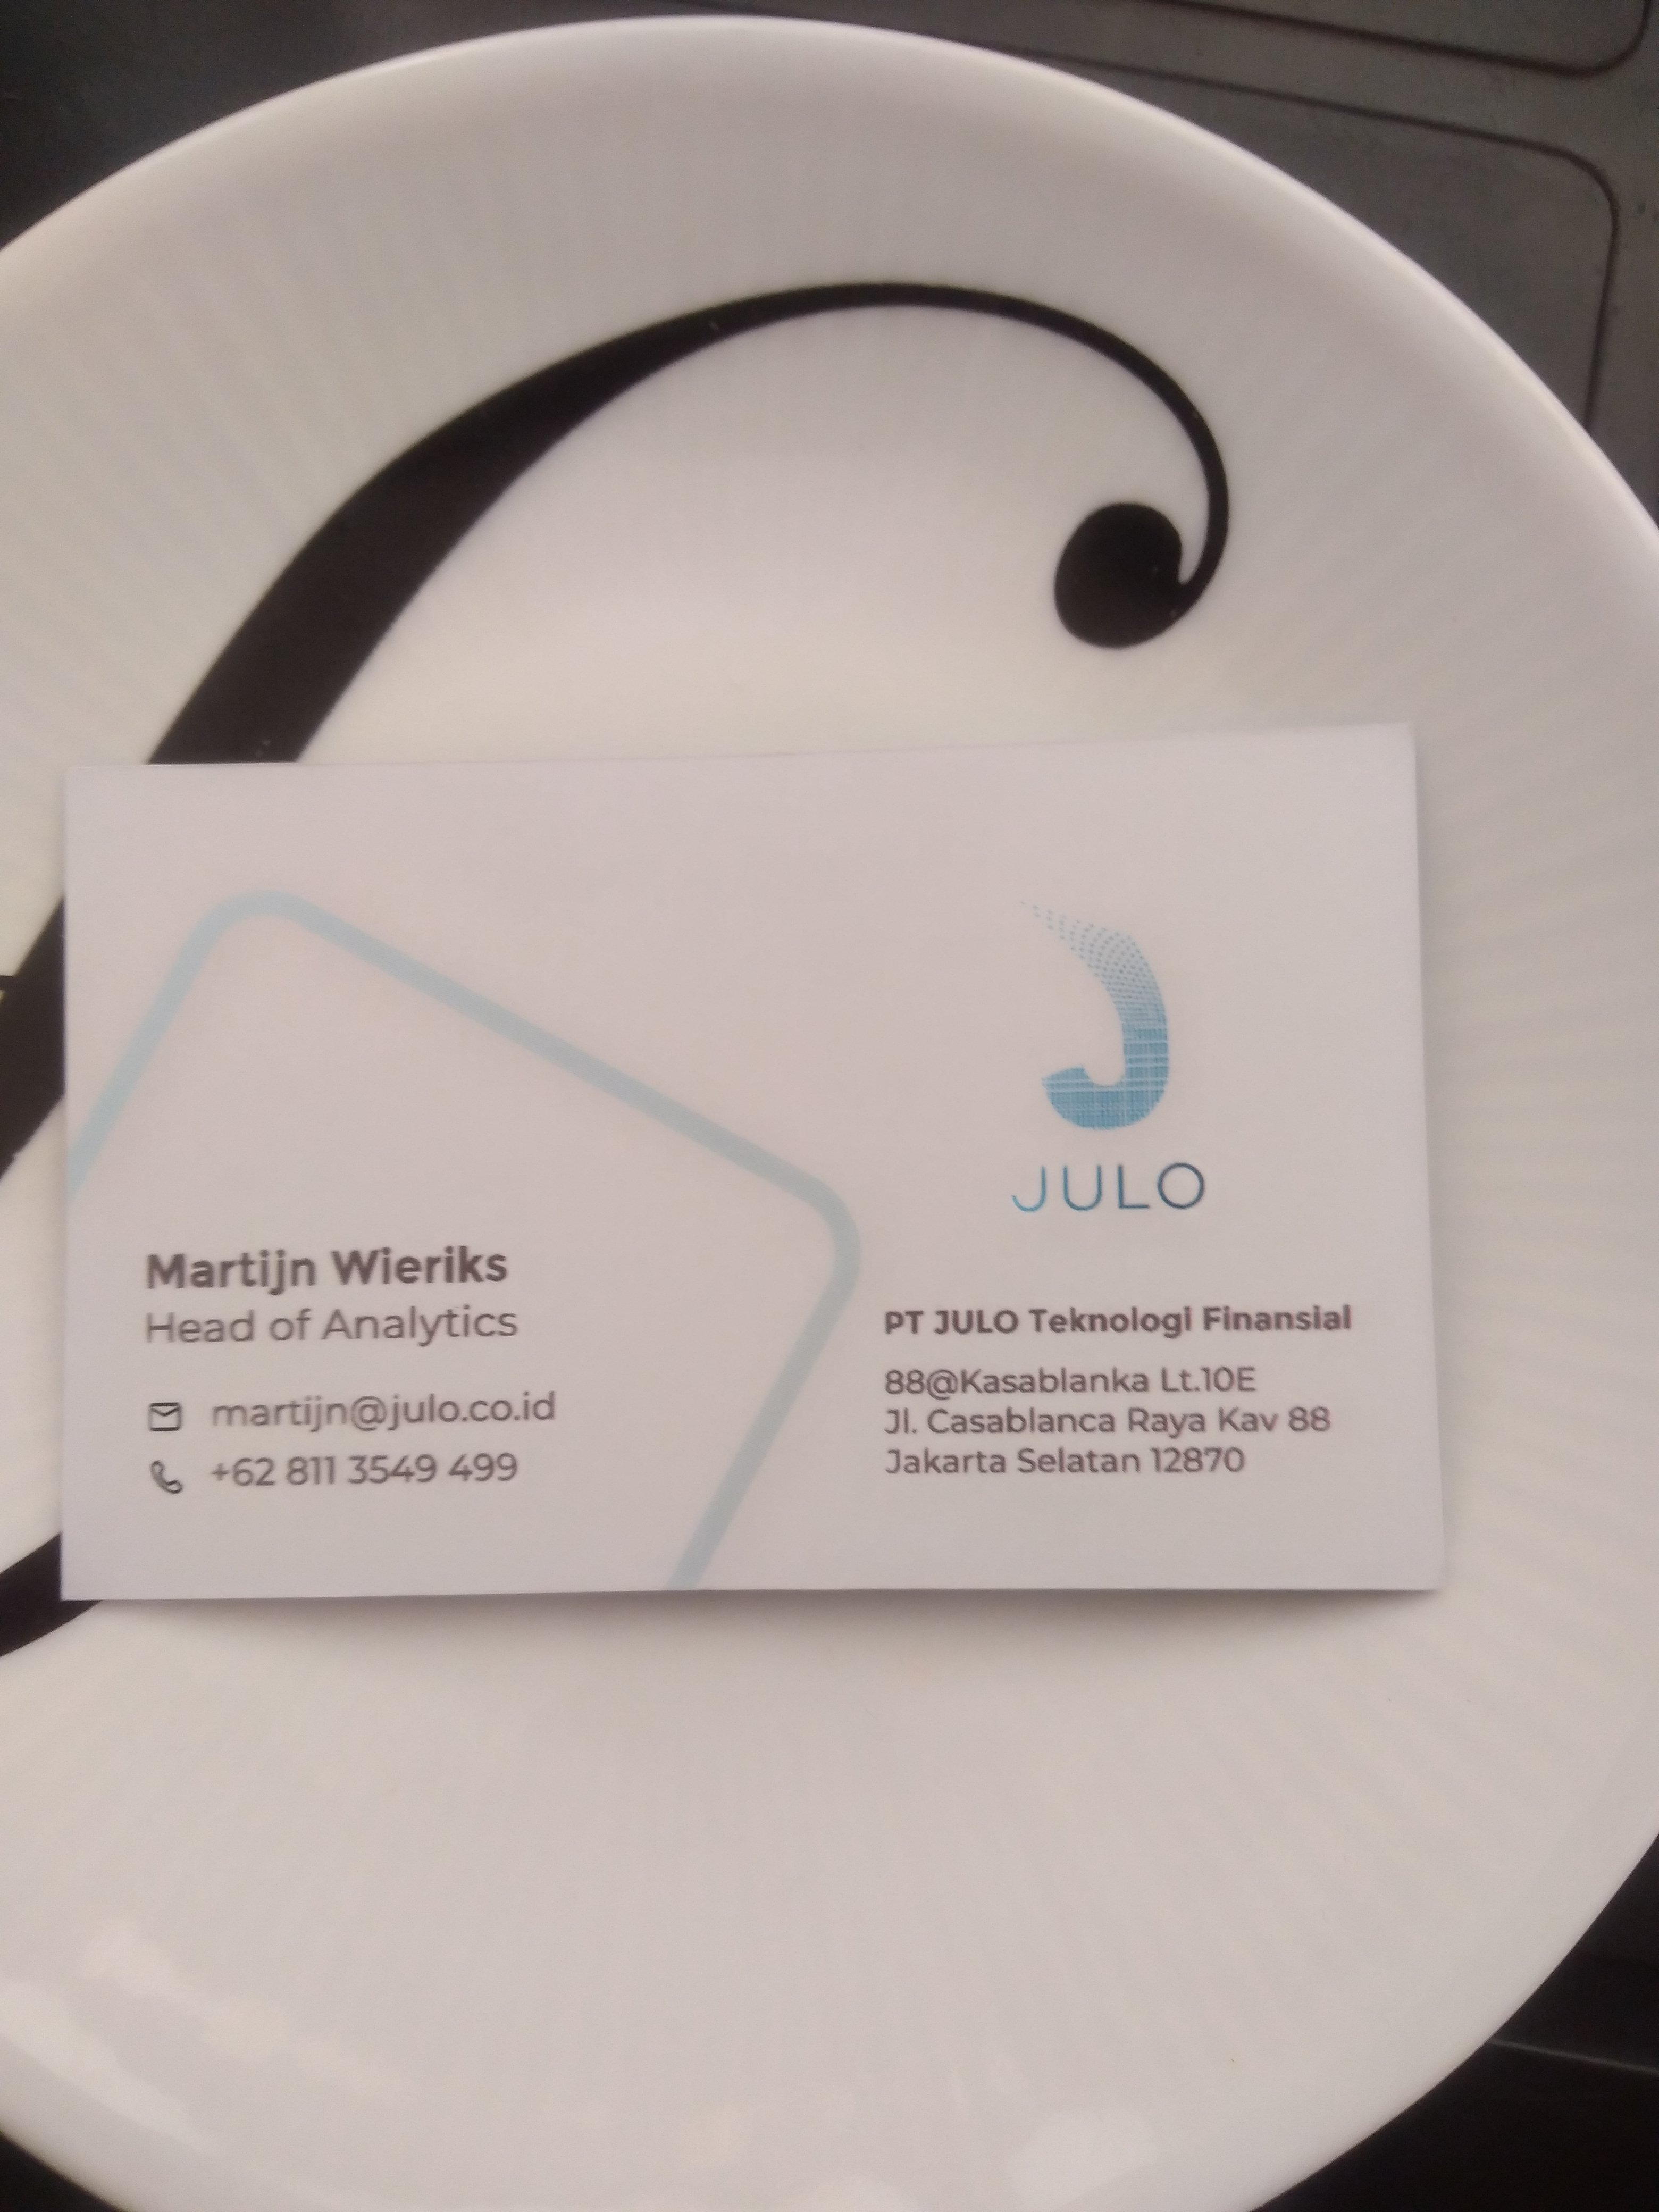 JULO
Martijn Wieriks
Head of Analytics
martijn@julo.co.id
+62 811 3549 499
PT JULO Teknologi Finansial
88@Kasablanka Lt.10E
Jl. Casablanca Raya Kav 88
Jakarta Selatan 12870